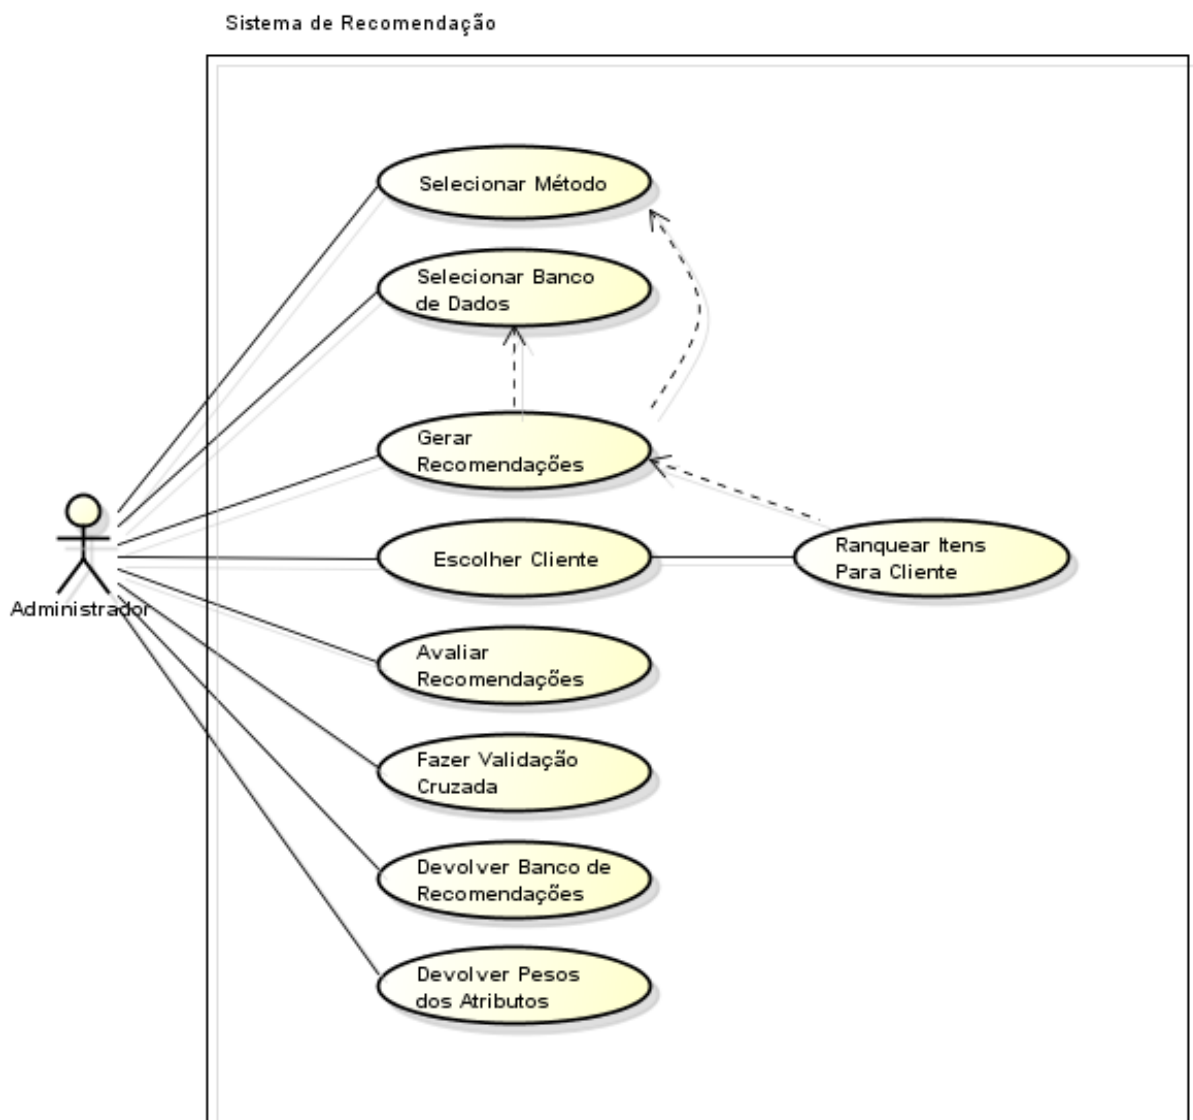 Sistema de Recomendação
Selecionar Método
Selecionar Banco
de Dados
Gerar
Recomendações
Escolher Cliente
Ranquear Itens
Para Cliente
Administrador
Avaliar
Recomendações
Fazer Validação
Cruzada
Devolver Banco de
Recomendações
Devolver Pesos
dos Atributos